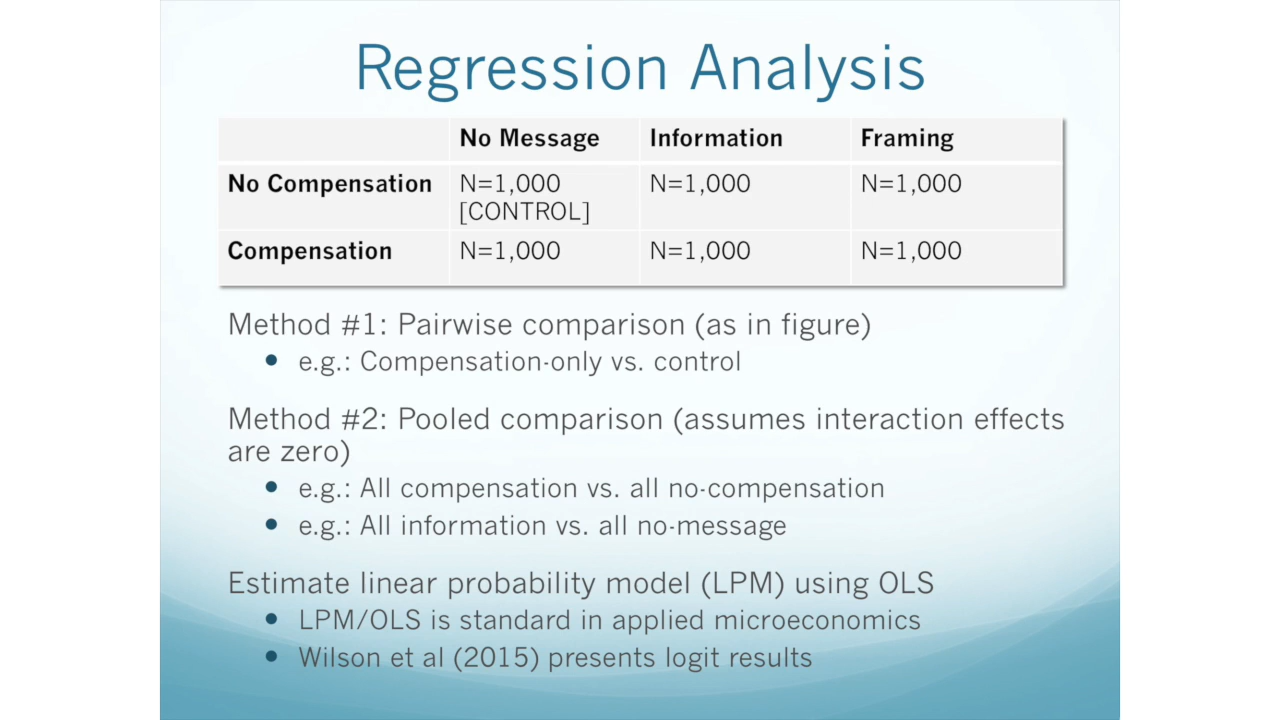 Regression Analysis
No Message Information Framing
No Compensation N=1,000 N=1,000 N=1,000
[CONTROL]
Compensation N=1,000 N=1,000 N=1,000
Method #1: Pairwise comparison (as in figure)
• e.g.: Compensation-only vs. control
Method #2: Pooled comparison (assumes interaction effects
are zero)
• e.g.: All compensation vs. all no-compensation
• e.g.: All information vs. all no-message
Estimate linear probability model (LPM) using OLS
• LPM/OLS is standard in applied microeconomics
• Wilson et al (2015) presents logit results